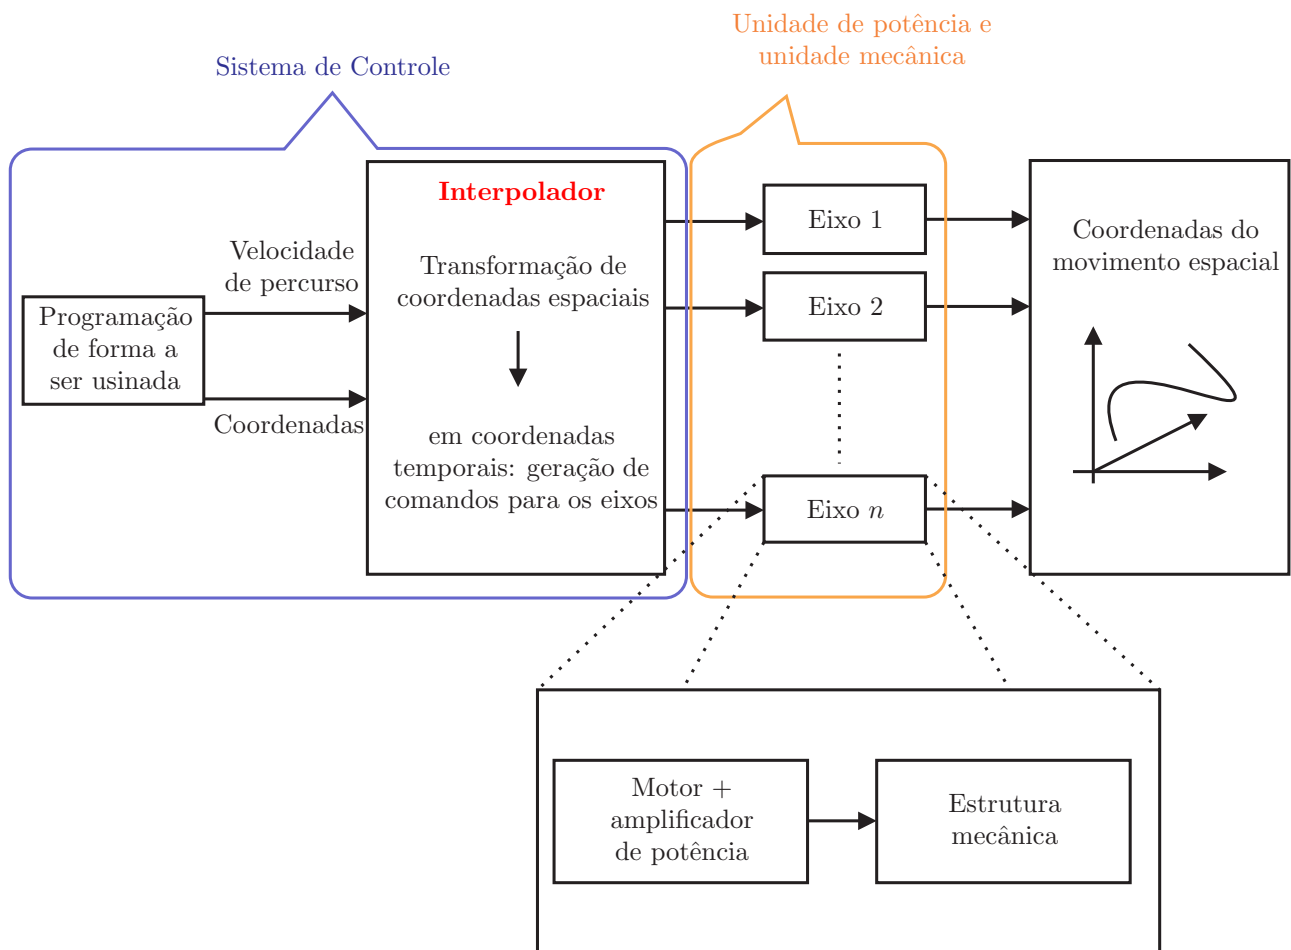 Unidade de potência e
unidade mecânica
Sistema de Controle
Interpolador
Transformação de
coordenadas espaciais
em coordenadas
temporais: geração de
comandos para os eixos
Velocidade
de percurso
Programação
de forma a
ser usinada
Coordenadas
Eixo 1
Eixo 2
Eixo n
Coordenadas do
movimento espacial
Motor +
amplificador
de potência
Estrutura
mecânica